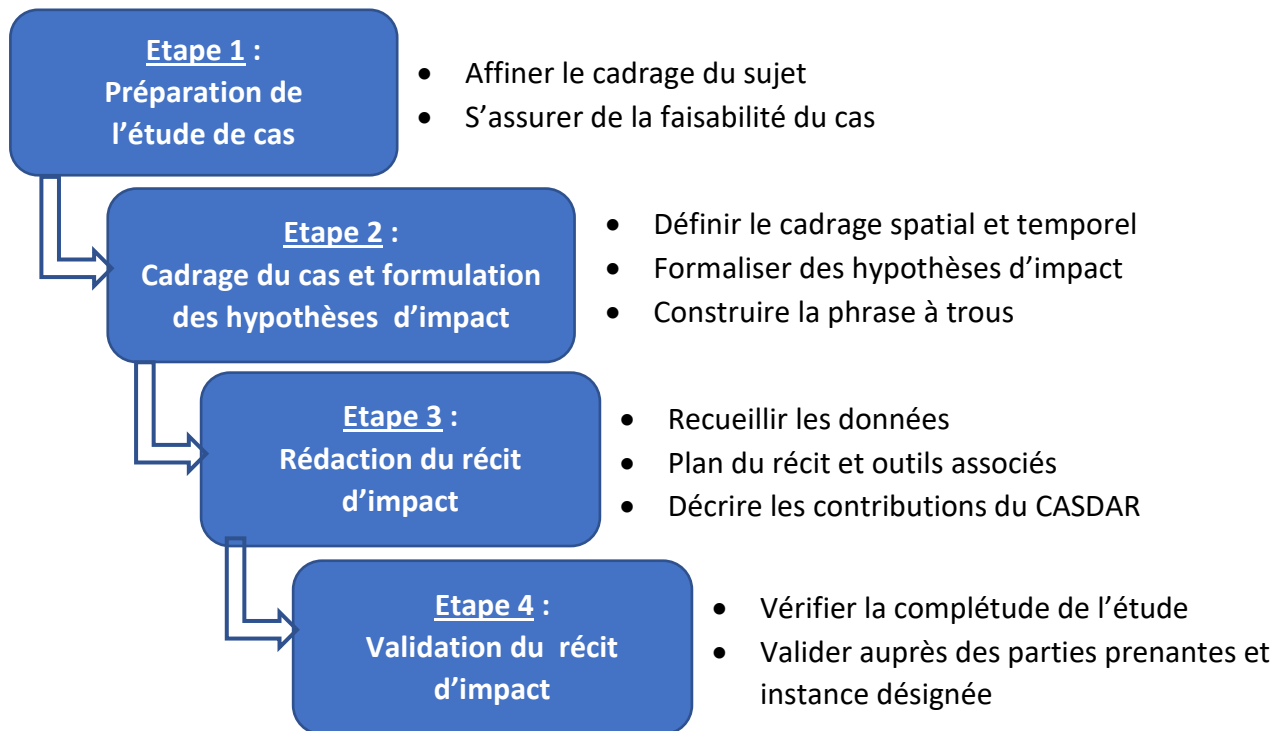 Etape 1 :
Préparation de
l’étude de cas
• Affiner le cadrage du sujet
• S’assurer de la faisabilité du cas
Etape 2 :
Cadrage du cas et formulation
des hypothèses d’impact
• Définir le cadrage spatial et temporel
• Formaliser des hypothèses d’impact
• Construire la phrase à trous
Etape 3 :
Rédaction du récit
d’impact
• Recueillir les données
• Plan du récit et outils associés
• Décrire les contributions du CASDAR
Etape 4 :
Validation du récit
d’impact
• Vérifier la complétude de l’étude
• Valider auprès des parties prenantes et
instance désignée